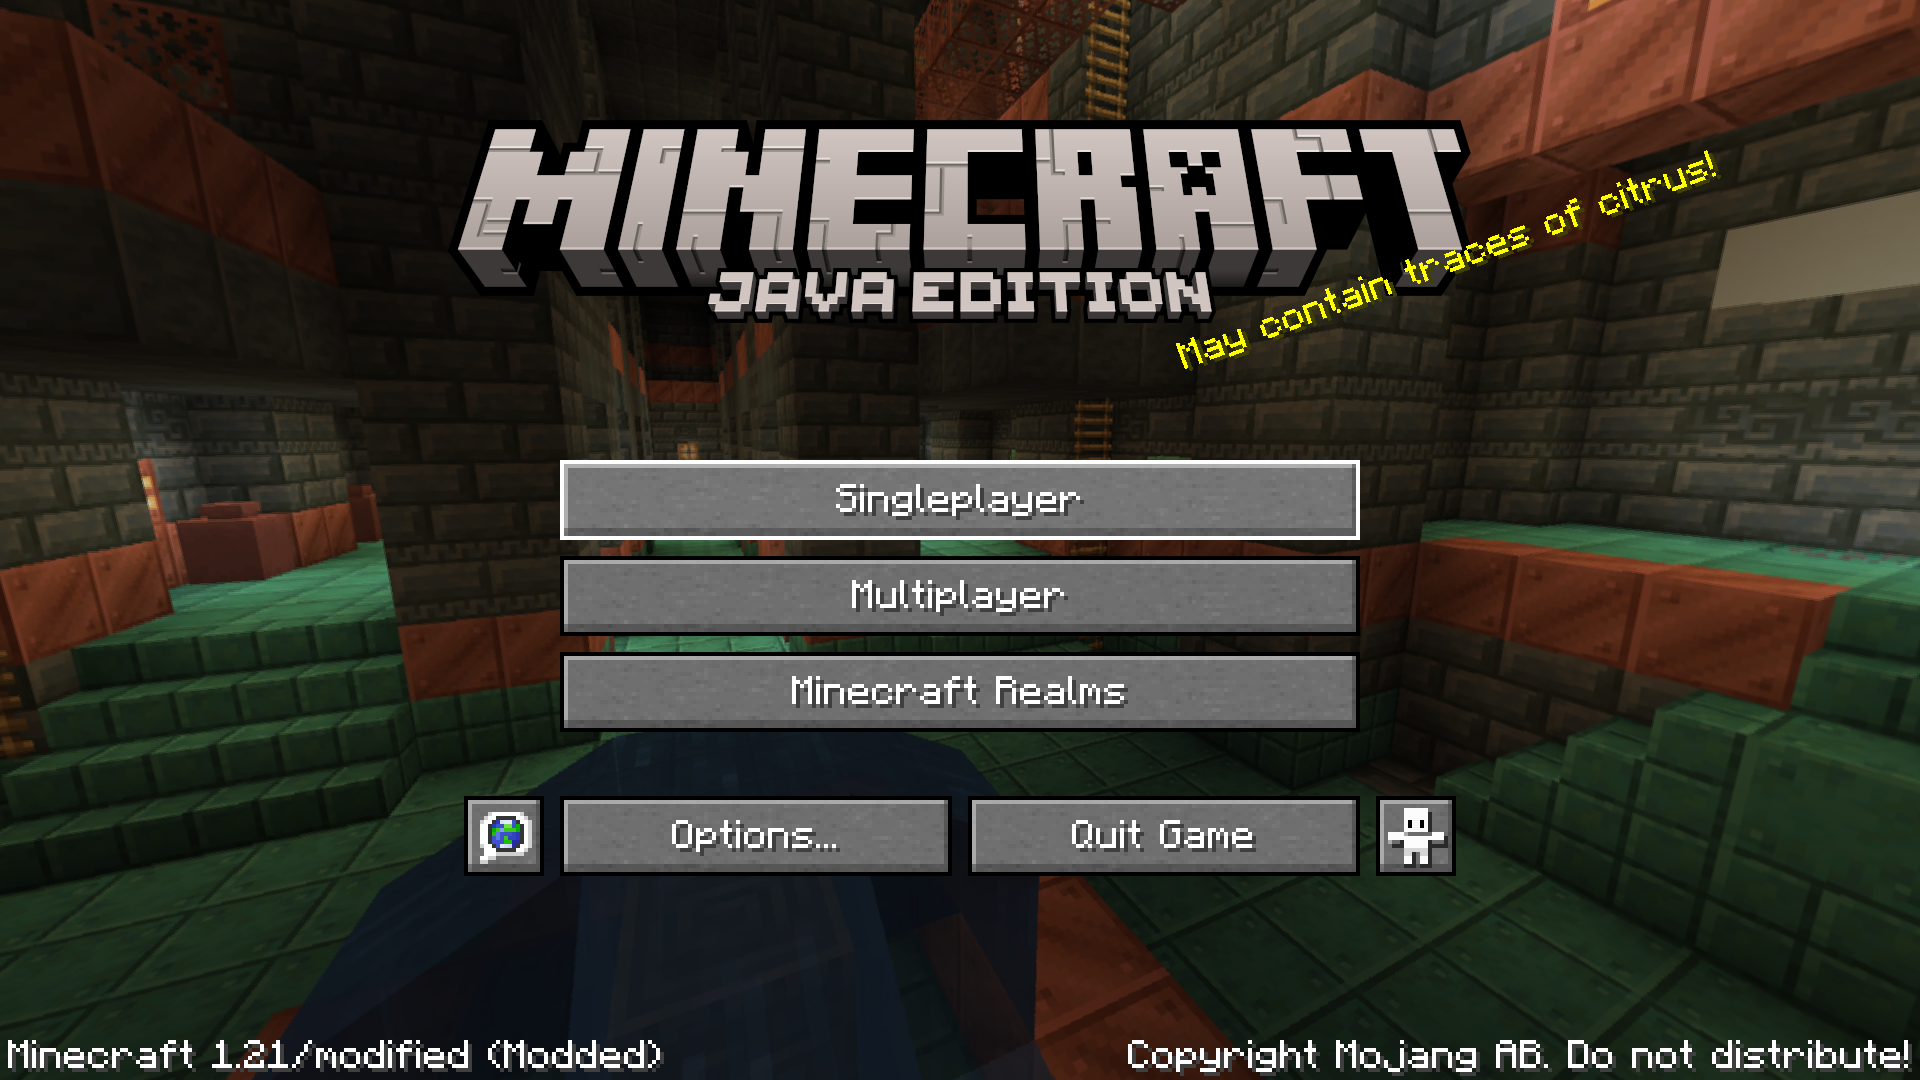 MINECRAFT
JAVA EDITION
May contain traces of citrus!
Singleplayer
Multiplayer
Minecraft Realms
Options...
Quit Game
Minecraft 1.21/modified (Modded)
Copyright Mojang AB. Do not distribute!